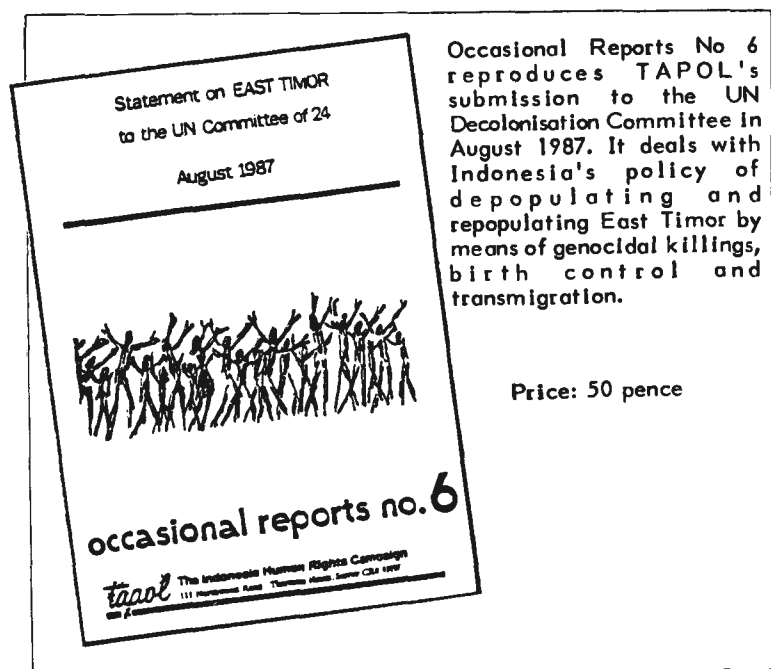 Statement on EAST TIMOR
to the UN Committee of 24
August 1987
occasional reports no. 6
tapol The Indonesia Human Rights Campaign
111
Occasional Reports No 6
reproduces TAPOL's
submission to the UN
Decolonisation Committee in
August 1987. It deals with
Indonesia's policy of
depopulating and
repopulating East Timor by
means of genocidal killings,
birth control and
transmigration.
Price: 50 pence